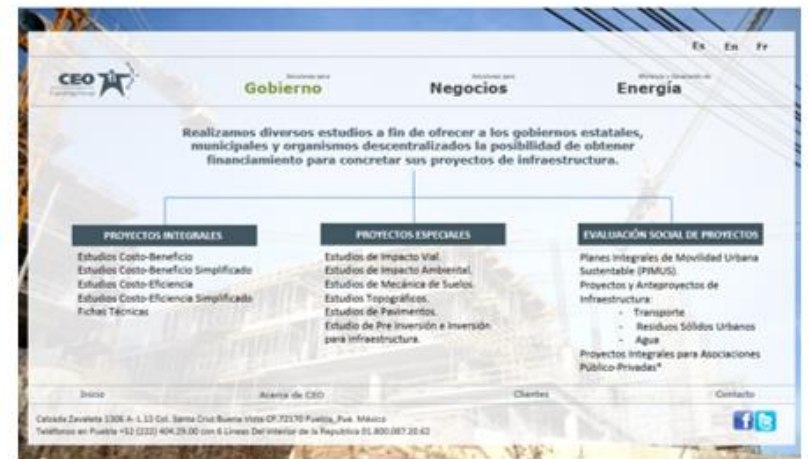 Es En Fr
CEO
Soluciones para
Gobierno
Soluciones para
Negocios
Energía
Realizamos diversos estudios a fin de ofrecer a los gobiernos estatales,
municipales y organismos descentralizados la posibilidad de obtener
financiamiento para concretar sus proyectos de infraestructura.
PROYECTOS INTEGRALES
Estudios Costo-Beneficio
Estudios Costo-Beneficio Simplificado
Estudios Costo-Eficiencia
Estudios Costo-Eficiencia Simplificado
Fichas Técnicas
PROYECTOS ESPECIALES
Estudios de Impacto Vial.
Estudios de Impacto Ambiental.
Estudios de Mecánica de Suelos.
Estudios Topográficos.
Estudios de Pavimentos.
Estudio de Pre inversión e Inversión
para infraestructura.
EVALUACIÓN SOCIAL DE PROYECTOS
Planes Integrales de Movilidad Urbana
Sustentable (PIMUS).
Proyectos y Anteproyectos de
Infraestructura:
- Transporte
- Residuos Sólidos Urbanos
- Agua
Proyectos Integrales para Asociaciones
Público-Privadas*
Inicio
Acerca de CEO
Clientes
Contacto
Calzada Zavaleta 1306 A- L.13 Col. Santa Cruz Buena Vista CP.72170 Puebla, Pue. México
Teléfonos en Puebla +52 (222) 404.29.00 con 6 Lineas Del Interior de la Republica 01.800.087.20.62